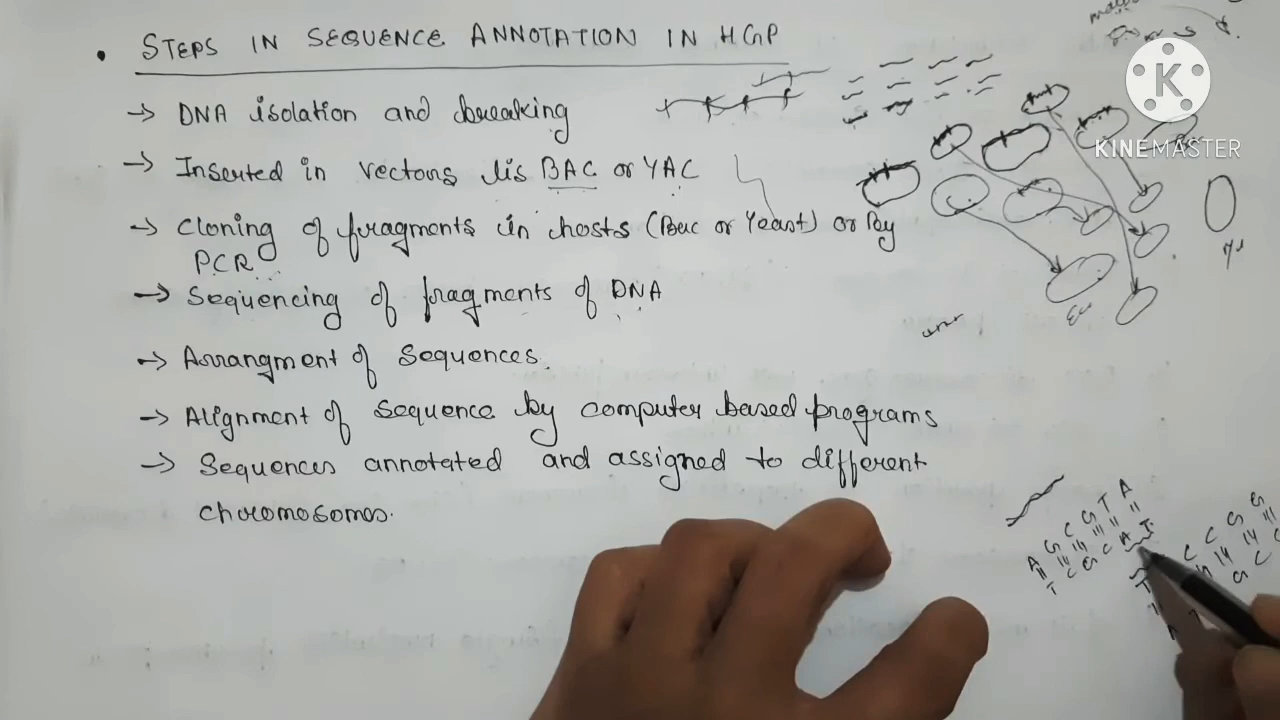 • STEPS IN SEQUENCE ANNOTATION IN HGP
→ DNA isolation and breaking
→ Inserted in vectors lis BAC or YAC
→ Cloning of fragments in hosts (Bac or Yeast) or By
PCR
→ Sequencing of fragments of DNA
→ Arrangment of Sequences.
→ Alignment of Sequence by computer based programs
→ Sequences annotated and assigned to different
chromosomes.
K
KINEMASTER
A G C G T A
T C G C A T
C C G G
G C